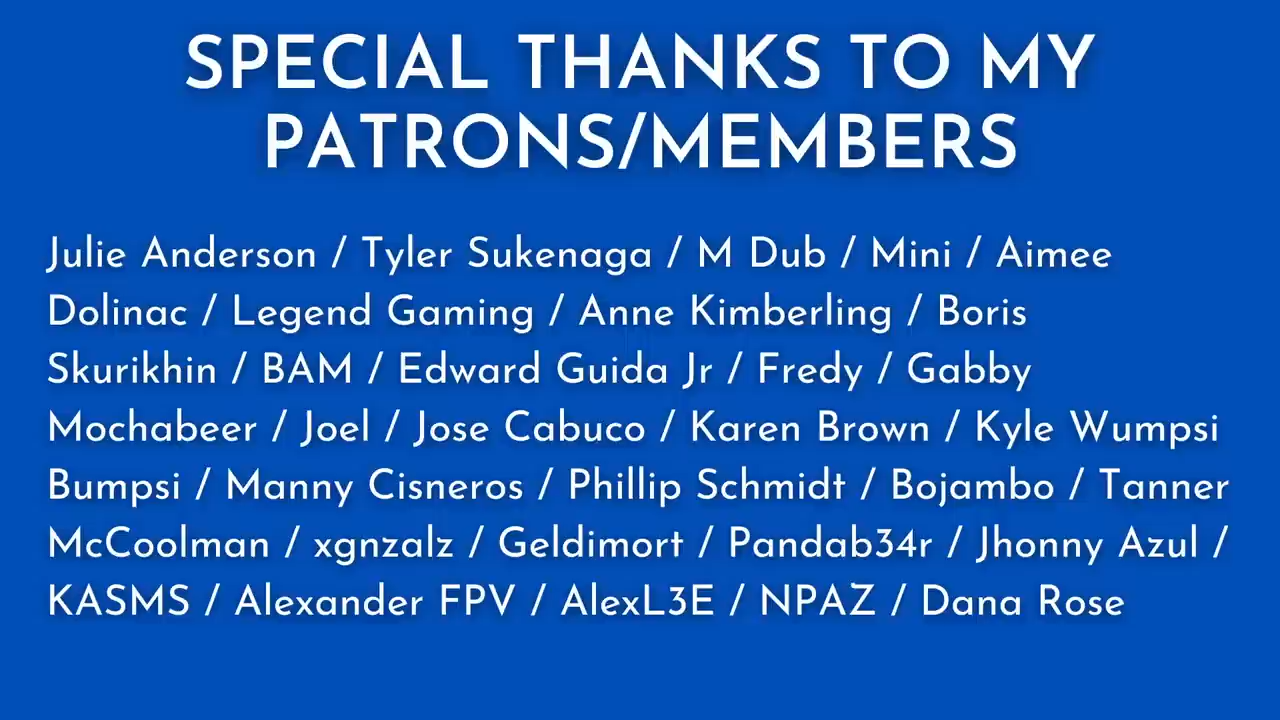 SPECIAL THANKS TO MY
PATRONS/MEMBERS
Julie Anderson / Tyler Sukenaga / M Dub / Mini / Aimee
Dolinac / Legend Gaming / Anne Kimberling / Boris
Skurikhin / BAM / Edward Guida Jr / Fredy / Gabby
Mochabeer / Joel / Jose Cabuco / Karen Brown / Kyle Wumpsi
Bumpsi / Manny Cisneros / Phillip Schmidt / Bojambo / Tanner
McCoolman / xgnzalz / Geldimort / Pandab34r / Jhonny Azul /
KASMS / Alexander FPV / AlexL3E / NPAZ / Dana Rose